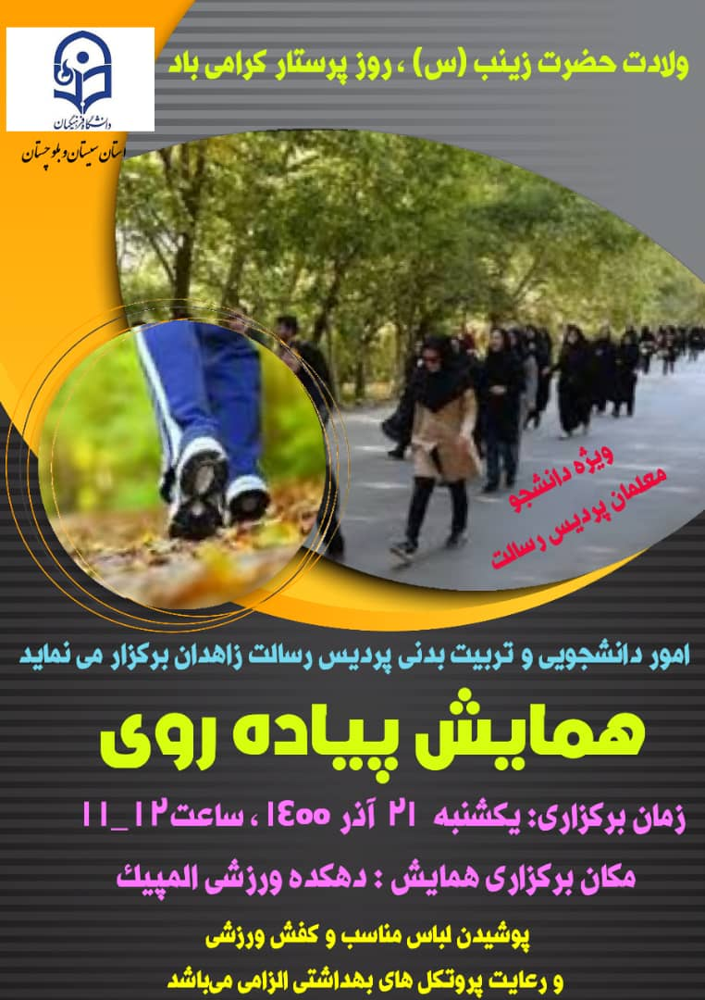 ولادت حضرت زینب (س) ، روز پرستار گرامی باد
دانشگاه فرهنگیان
استان سیستان و بلوچستان
ویژه دانشجو
معلمان پردیس رسالت
امور دانشجویی و تربیت بدنی پردیس رسالت زاهدان برگزار می نماید
همایش پیاده روی
زمان برگزاری: یکشنبه ۲۱ آذر ۱۴۰۰ ، ساعت۱۲_۱۱
مکان برگزاری همایش : دهکده ورزشی المپیک
پوشیدن لباس مناسب و کفش ورزشی
و رعایت پروتکل های بهداشتی الزامی می‌باشد